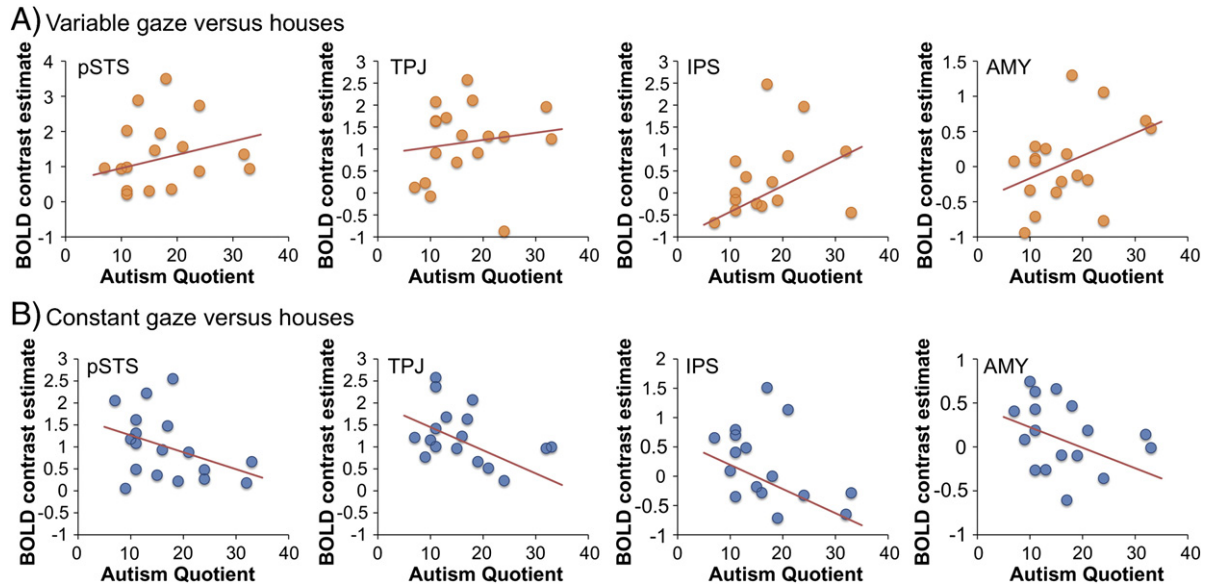 A) Variable gaze versus houses
BOLD contrast estimate
pSTS
4
3
2
1
0
-1
0 10 20 30 40
Autism Quotient
BOLD contrast estimate
TPJ
3
2.5
2
1.5
1
0.5
0
-0.5
-1
0 10 20 30 40
Autism Quotient
BOLD contrast estimate
IPS
3
2.5
2
1.5
1
0.5
0
-0.5
-1
0 10 20 30 40
Autism Quotient
BOLD contrast estimate
AMY
1.5
1
0.5
0
-0.5
-1
0 10 20 30 40
Autism Quotient
B) Constant gaze versus houses
BOLD contrast estimate
pSTS
3
2.5
2
1.5
1
0.5
0
-0.5
-1
0 10 20 30 40
Autism Quotient
BOLD contrast estimate
TPJ
3
2.5
2
1.5
1
0.5
0
-0.5
-1
0 10 20 30 40
Autism Quotient
BOLD contrast estimate
IPS
2
1.5
1
0.5
0
-0.5
-1
0 10 20 30 40
Autism Quotient
BOLD contrast estimate
AMY
1
0.5
0
-0.5
-1
0 10 20 30 40
Autism Quotient